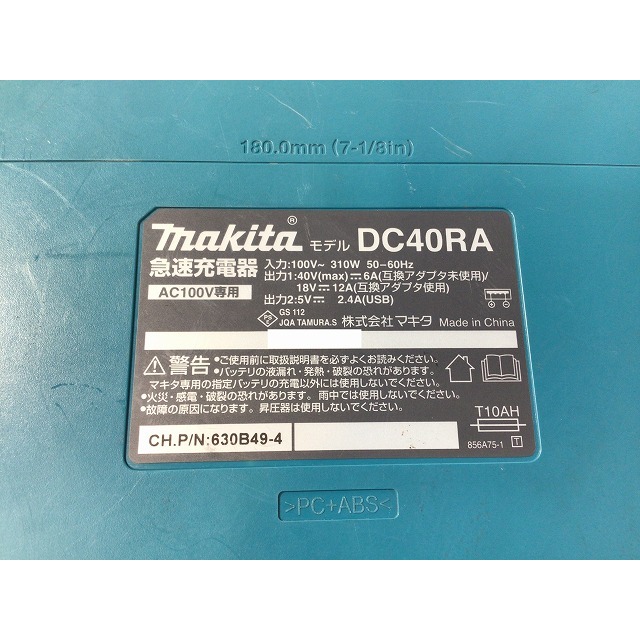 180.0mm (7-1/8in)
makita® モデル DC40RA
急速充電器 入力:100V~ 310W 50-60Hz
出力1:40V(max)⎓6A(互換アダプタ未使用)/
AC100V専用 18V⎓12A(互換アダプタ使用)
出力2:5V⎓ 2.4A(USB)
PS E GS 112
JQA TAMURA.S 株式会社マキタ Made in China
⚠警告 •ご使用前に取扱説明書を必ずよくお読みください。
•バッテリの液漏れ・発熱・破裂の恐れがあります。
マキタ専用の指定バッテリの充電以外には使用しないでください。
•火災・感電・破裂の恐れがあります。雨中では使用しないでください。
•故障の原因になります。昇圧器は使用しないでください。
T10AH
CH.P/N:630B49-4
856A75-1 T
>PC+ABS<